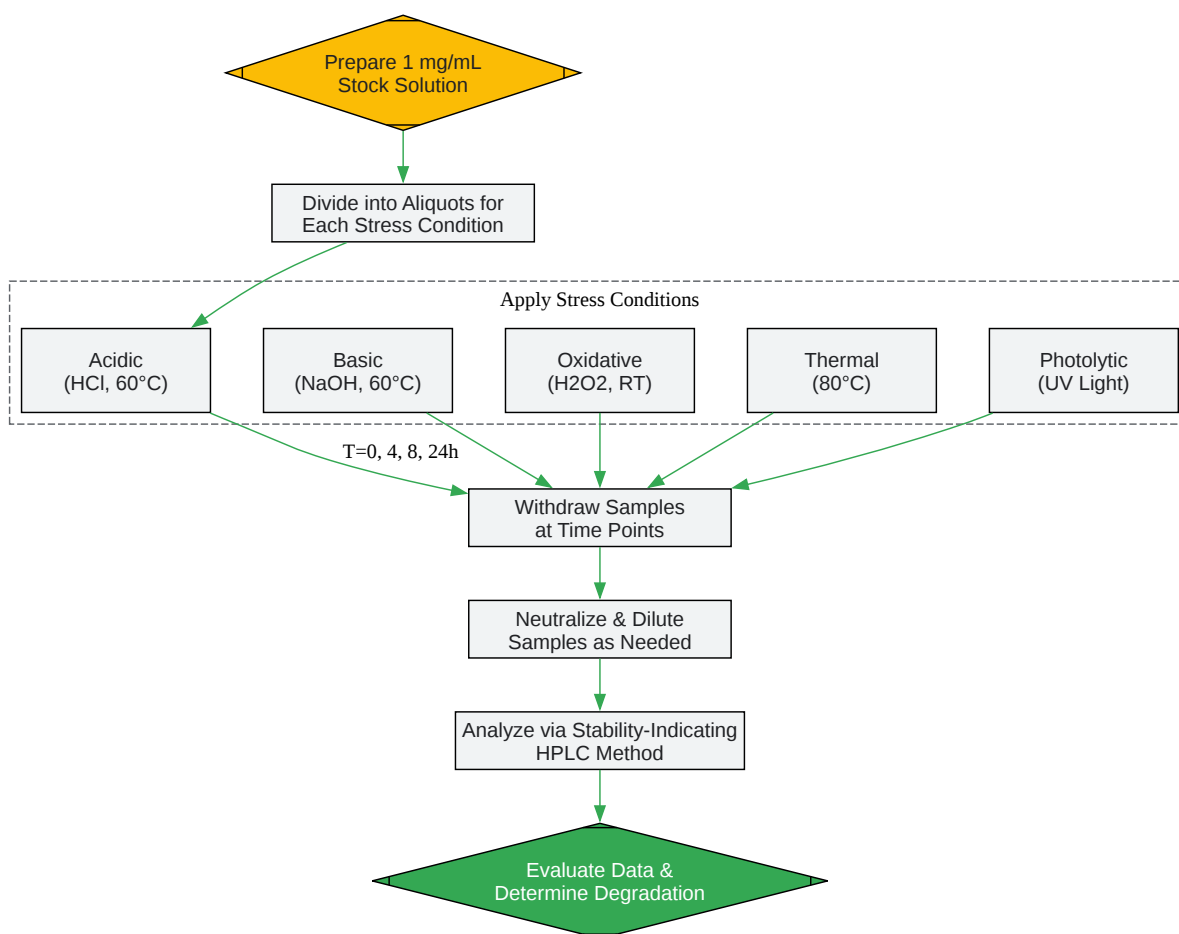 Prepare 1 mg/mL
Stock Solution
Divide into Aliquots for
Each Stress Condition
Apply Stress Conditions
Acidic
(HCl, 60°C)
Basic
(NaOH, 60°C)
Oxidative
(H2O2, RT)
Thermal
(80°C)
Photolytic
(UV Light)
T=0, 4, 8, 24h
Withdraw Samples
at Time Points
Neutralize & Dilute
Samples as Needed
Analyze via Stability-Indicating
HPLC Method
Evaluate Data &
Determine Degradation